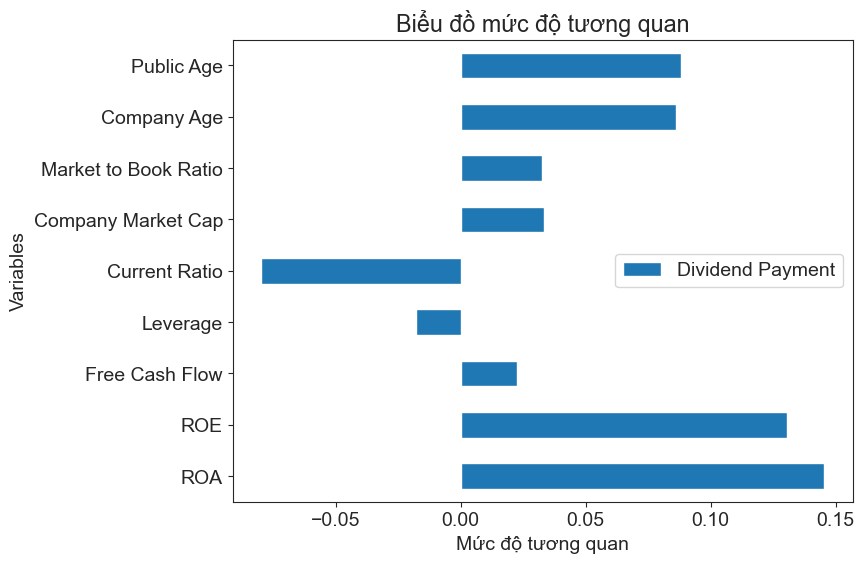 Biểu đồ mức độ tương quan
Public Age
Company Age
Market to Book Ratio
Company Market Cap
Current Ratio
Leverage
Free Cash Flow
ROE
ROA
Variables
Dividend Payment
−0.05 0.00 0.05 0.10 0.15
Mức độ tương quan